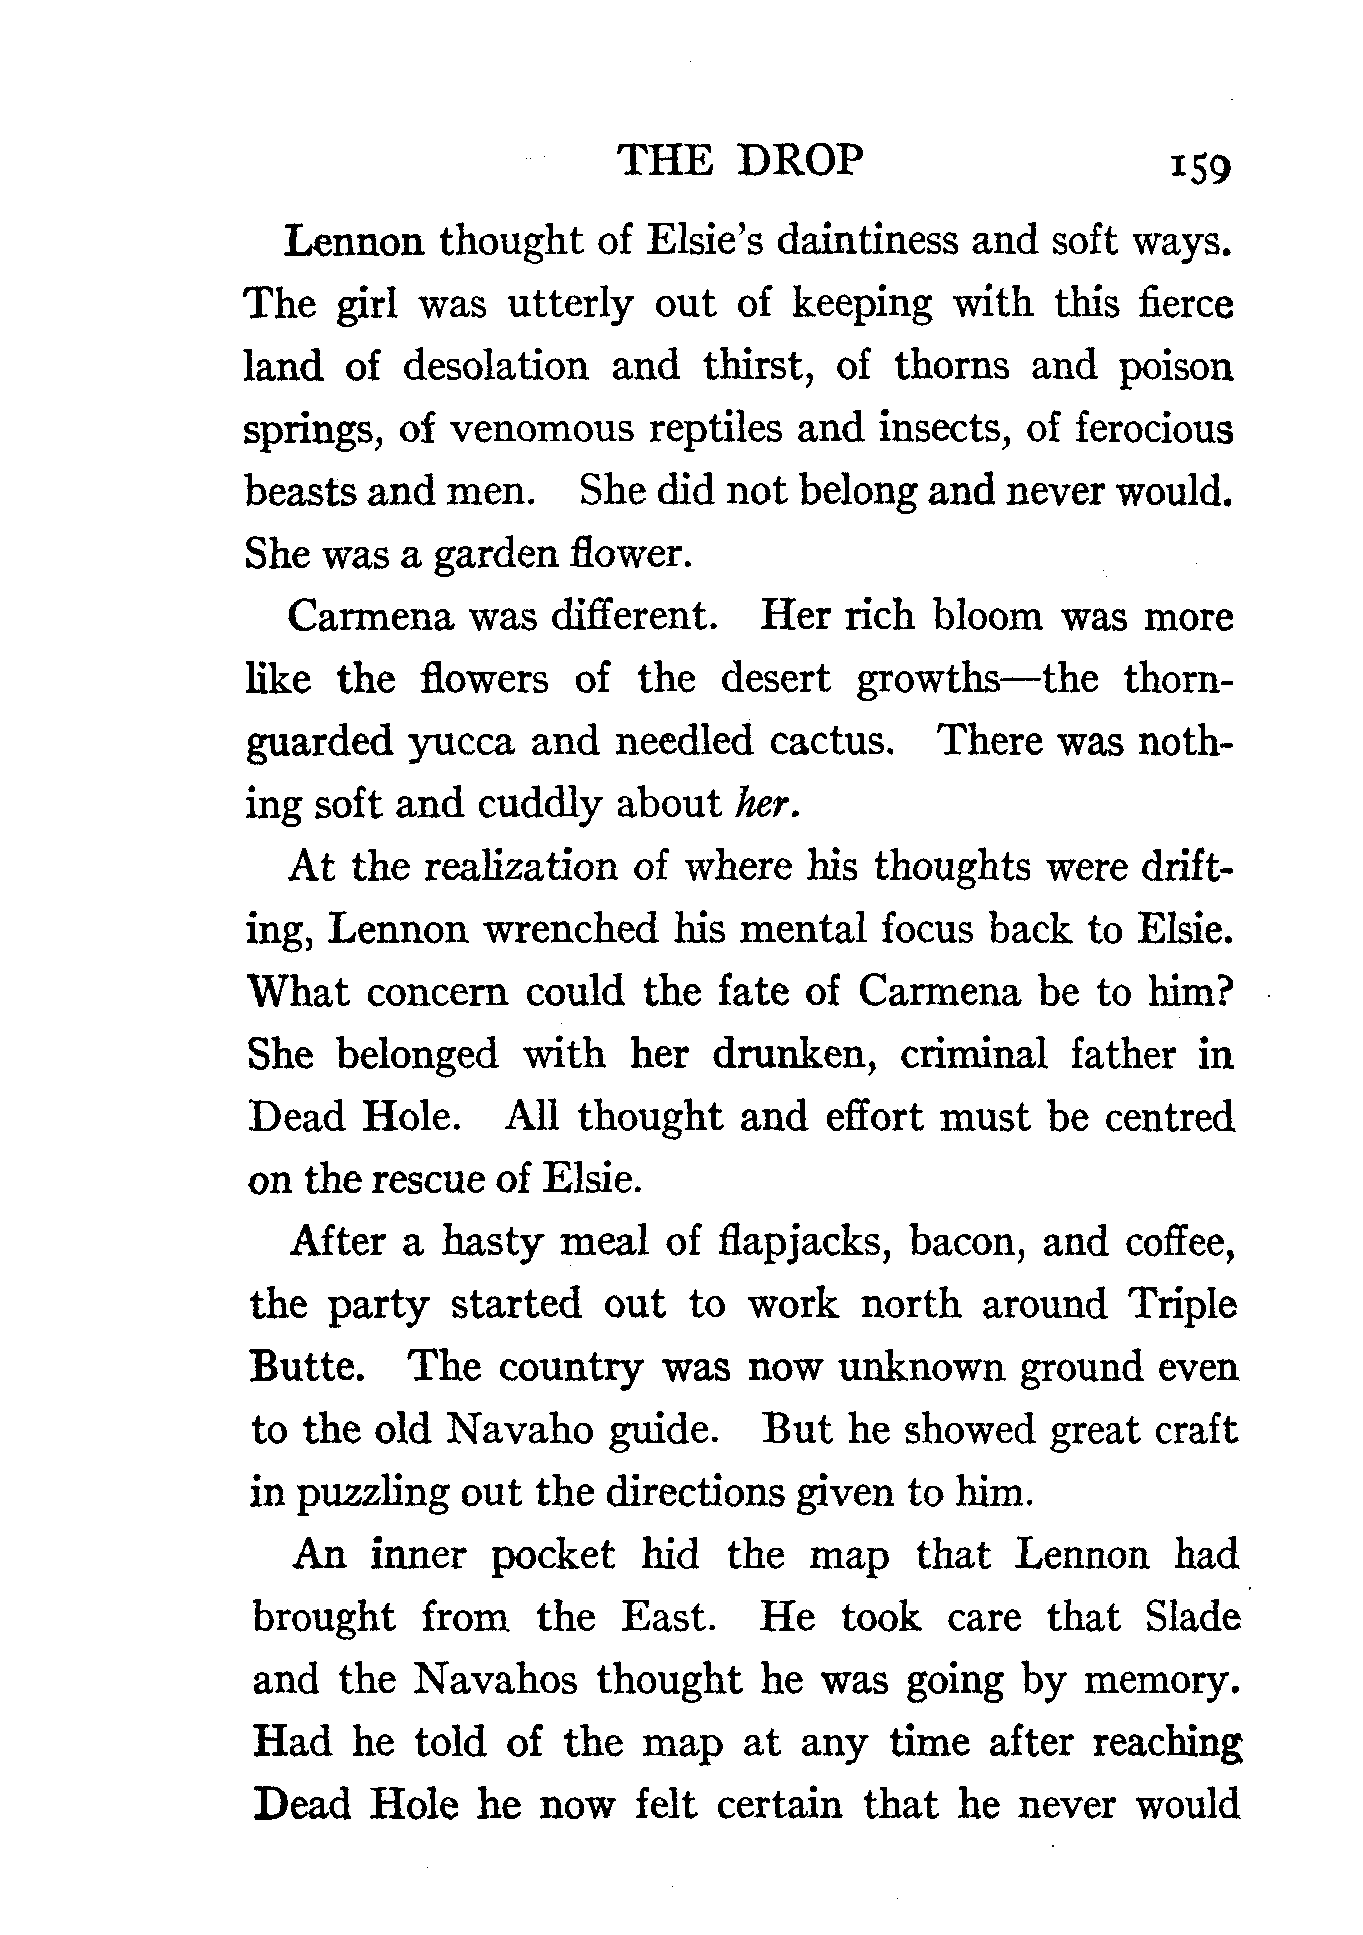 THE DROP 159
Lennon thought of Elsie's daintiness and soft ways.
The girl was utterly out of keeping with this fierce
land of desolation and thirst, of thorns and poison
springs, of venomous reptiles and insects, of ferocious
beasts and men. She did not belong and never would.
She was a garden flower.
Carmena was different. Her rich bloom was more
like the flowers of the desert growths—the thorn-
guarded yucca and needled cactus. There was noth-
ing soft and cuddly about her.
At the realization of where his thoughts were drift-
ing, Lennon wrenched his mental focus back to Elsie.
What concern could the fate of Carmena be to him?
She belonged with her drunken, criminal father in
Dead Hole. All thought and effort must be centred
on the rescue of Elsie.
After a hasty meal of flapjacks, bacon, and coffee,
the party started out to work north around Triple
Butte. The country was now unknown ground even
to the old Navaho guide. But he showed great craft
in puzzling out the directions given to him.
An inner pocket hid the map that Lennon had
brought from the East. He took care that Slade
and the Navahos thought he was going by memory.
Had he told of the map at any time after reaching
Dead Hole he now felt certain that he never would